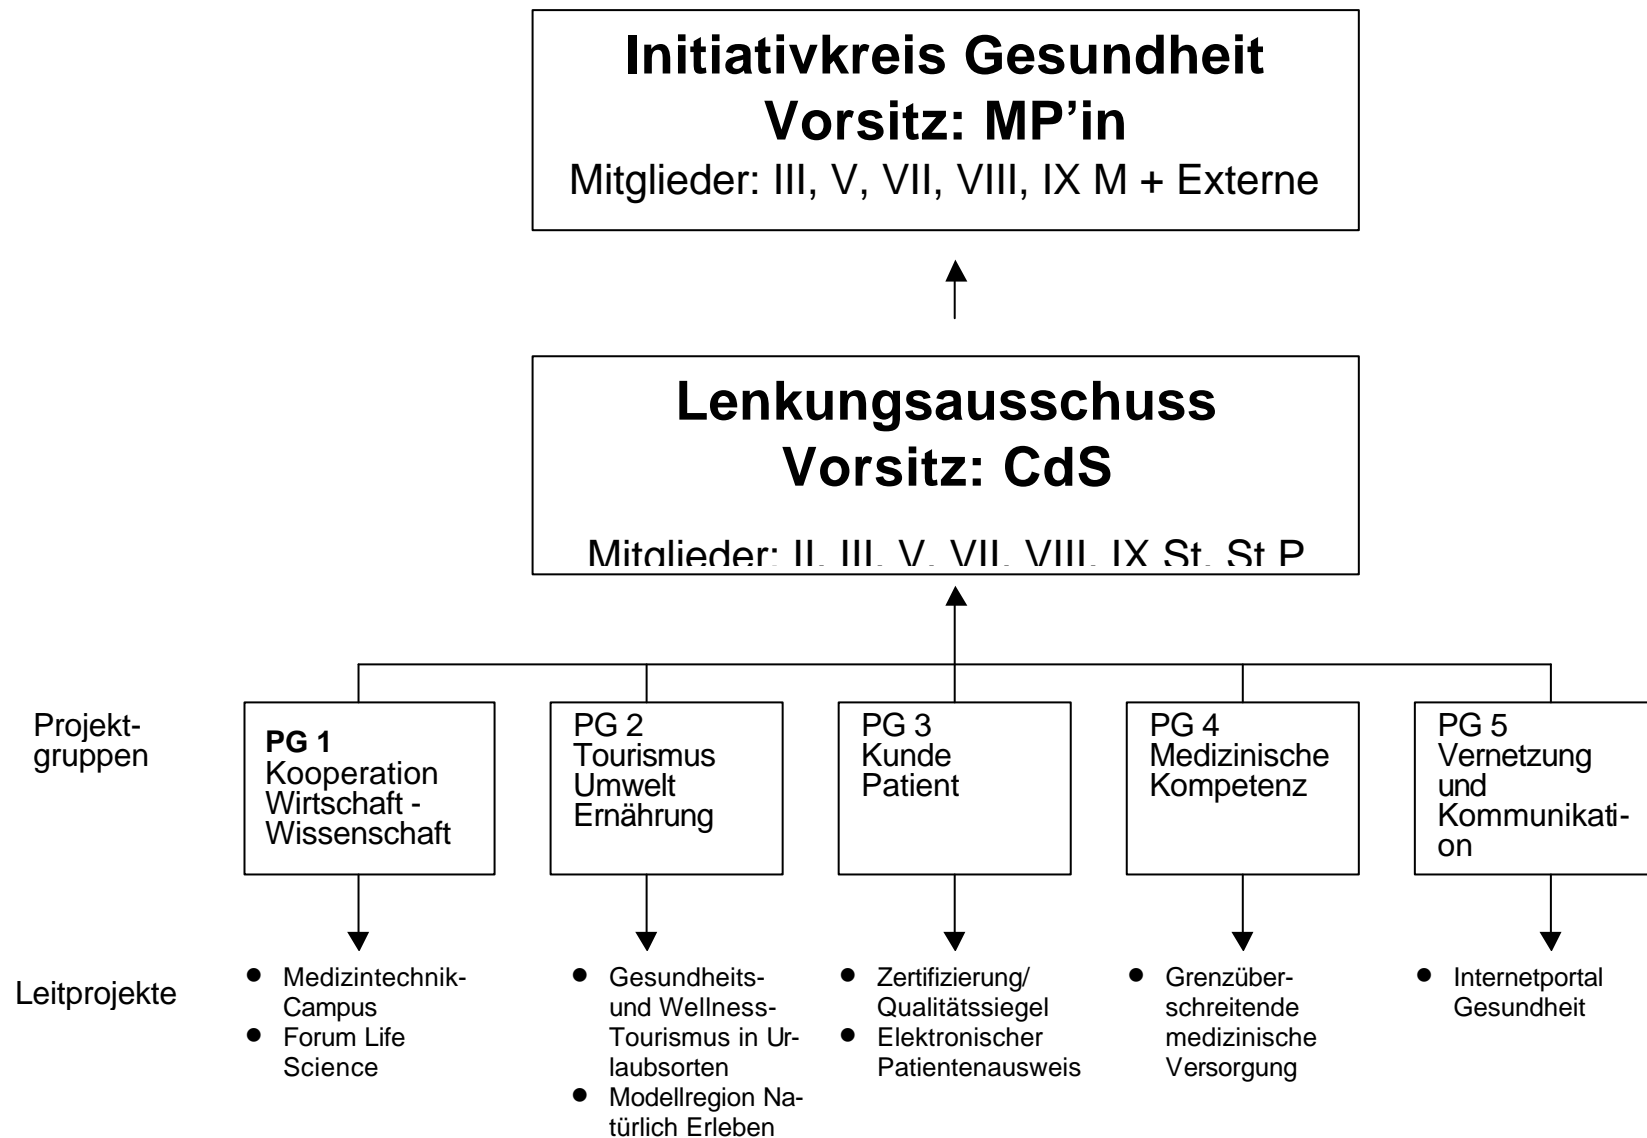 Initiativkreis Gesundheit
Vorsitz: MP’in
Mitglieder: III, V, VII, VIII, IX M + Externe
Lenkungsausschuss
Vorsitz: CdS
Mitglieder: II, III, V, VII, VIII, IX St, St P
Projekt-
gruppen
PG 1
Kooperation
Wirtschaft -
Wissenschaft
PG 2
Tourismus
Umwelt
Ernährung
PG 3
Kunde
Patient
PG 4
Medizinische
Kompetenz
PG 5
Vernetzung
und
Kommunikati-
on
Leitprojekte
● Medizintechnik-
Campus
● Forum Life
Science
● Gesundheits-
und Wellness-
Tourismus in Ur-
laubsorten
● Modellregion Na-
türlich Erleben
● Zertifizierung/
Qualitätssiegel
● Elektronischer
Patientenausweis
● Grenzüber-
schreitende
medizinische
Versorgung
● Internetportal
Gesundheit